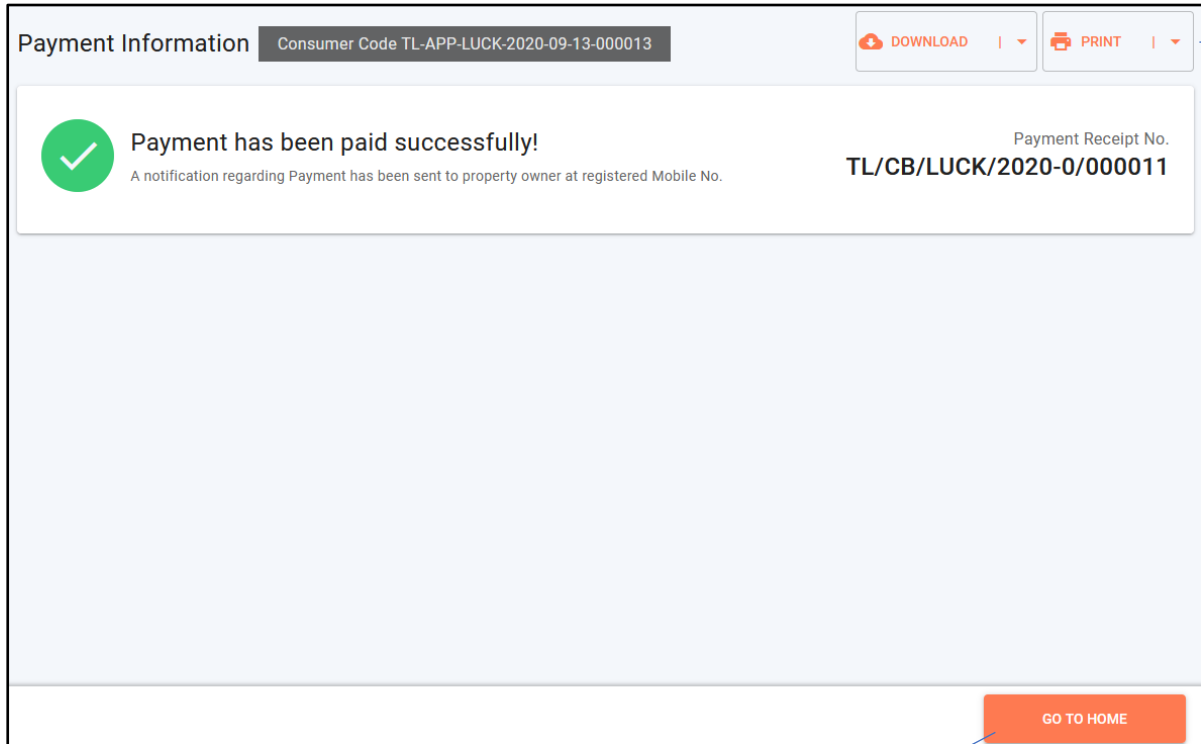 Payment Information
Consumer Code TL-APP-LUCK-2020-09-13-000013
DOWNLOAD
PRINT
Payment has been paid successfully!
A notification regarding Payment has been sent to property owner at registered Mobile No.
Payment Receipt No.
TL/CB/LUCK/2020-0/000011
GO TO HOME